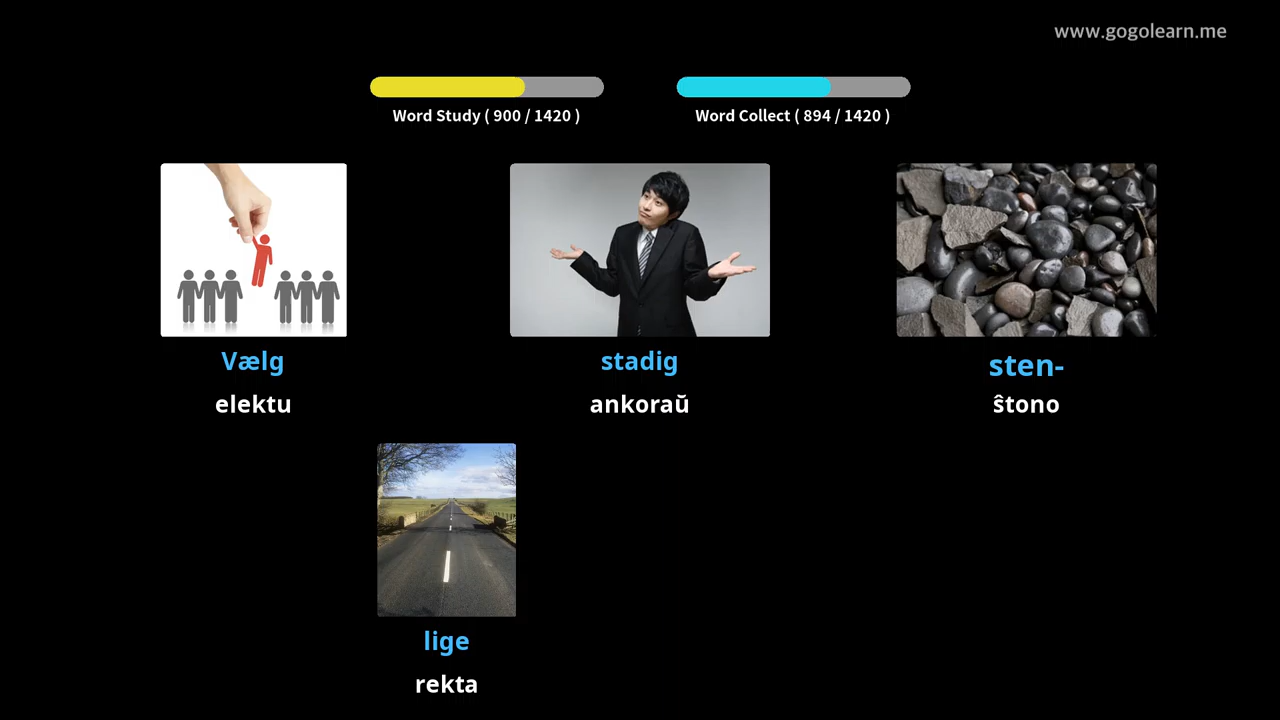 www.gogolearn.me
Word Study ( 900 / 1420 )
Word Collect ( 894 / 1420 )
Vælg
elektu
stadig
ankoraŭ
sten-
ŝtono
lige
rekta